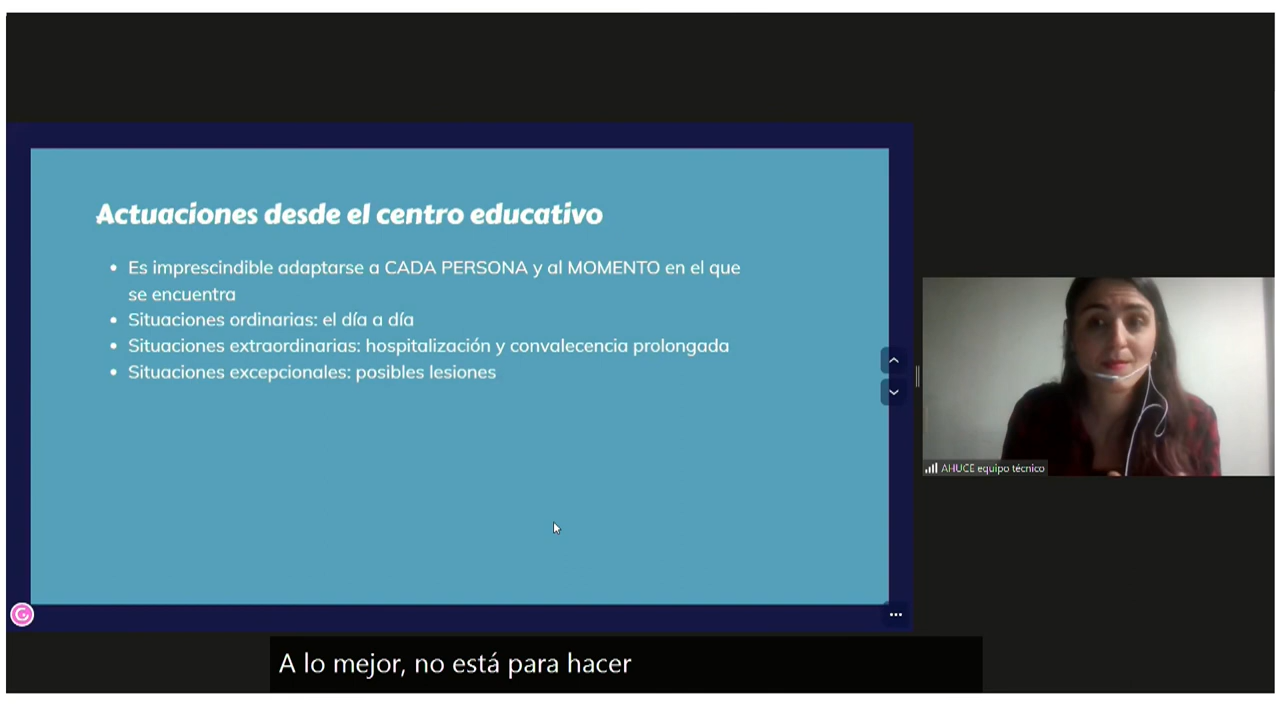 Actuaciones desde el centro educativo
• Es imprescindible adaptarse a CADA PERSONA y al MOMENTO en el que
se encuentra
• Situaciones ordinarias: el día a día
• Situaciones extraordinarias: hospitalización y convalecencia prolongada
• Situaciones excepcionales: posibles lesiones
AHUCE equipo técnico
A lo mejor, no está para hacer